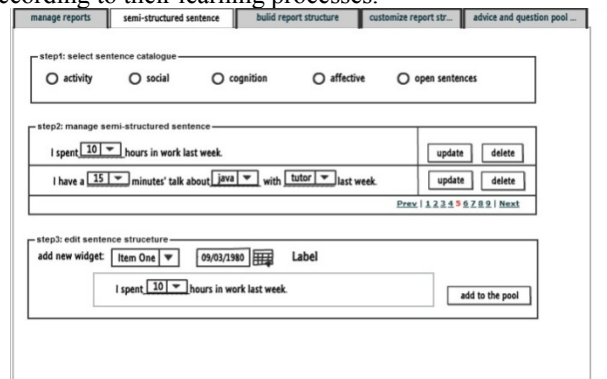 ccording to their learning processes.
manage reports semi-structured sentence bulid report structure customize report str... advice and question pool ...
step1: select sentence catalogue
activity social cognition affective open sentences
step2: manage semi-structured sentence
I spent 10 hours in work last week. update delete
I have a 15 minutes' talk about java with tutor last week. update delete
Prev | 1 2 3 4 5 6 7 8 9 | Next
step3: edit sentence struceture
add new widget: Item One 09/03/1980 Label
I spent 10 hours in work last week.
add to the pool